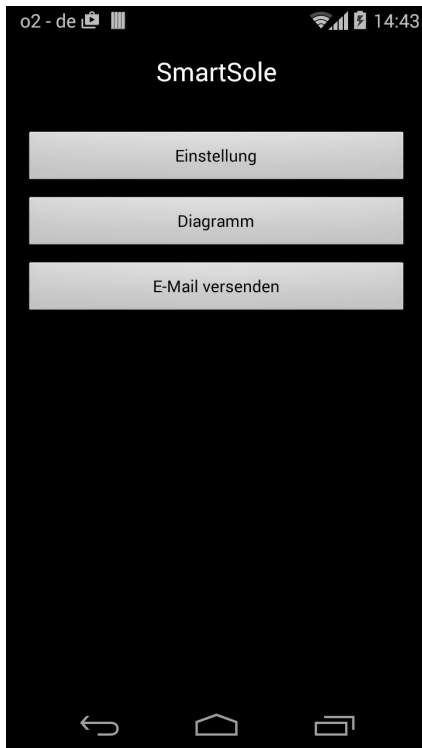 o2 - de 14:43
SmartSole
Einstellung
Diagramm
E-Mail versenden